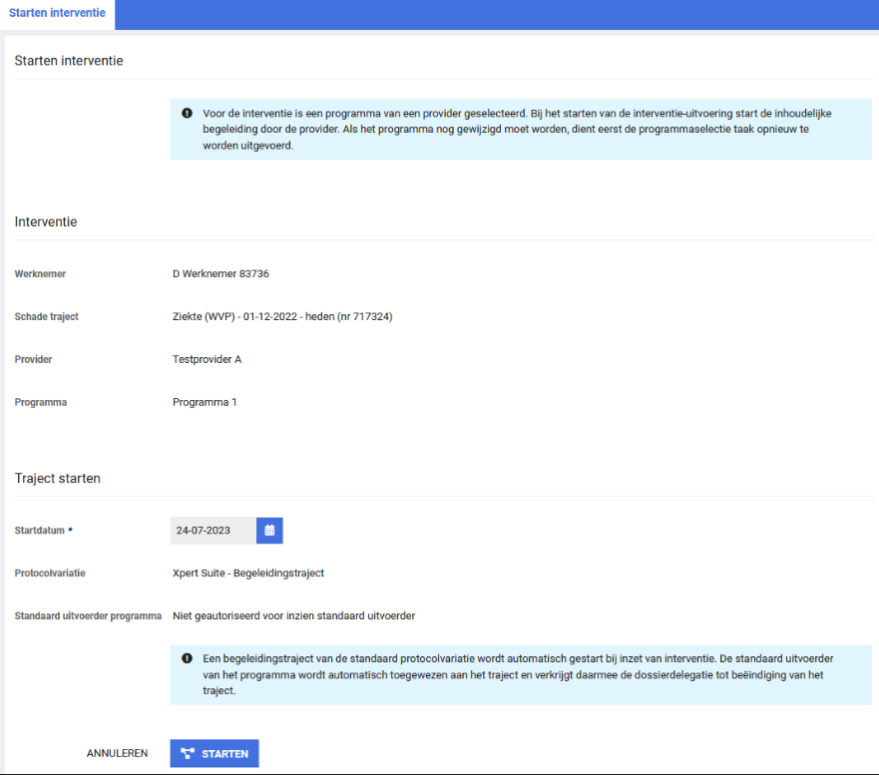 Starten interventie
Starten interventie
Voor de interventie is een programma van een provider geselecteerd. Bij het starten van de interventie-uitvoering start de inhoudelijke
begeleiding door de provider. Als het programma nog gewijzigd moet worden, dient eerst de programmaselectie taak opnieuw te
worden uitgevoerd.
Interventie
Werknemer D Werknemer 83736
Schade traject Ziekte (WVP) - 01-12-2022 - heden (nr 717324)
Provider Testprovider A
Programma Programma 1
Traject starten
Startdatum * 24-07-2023
Protocolvariatie Xpert Suite - Begeleidingstraject
Standaard uitvoerder programma Niet geautoriseerd voor inzien standaard uitvoerder
Een begeleidingstraject van de standaard protocolvariatie wordt automatisch gestart bij inzet van interventie. De standaard uitvoerder
van het programma wordt automatisch toegewezen aan het traject en verkrijgt daarmee de dossierdelegatie tot beëindiging van het
traject.
ANNULEREN STARTEN